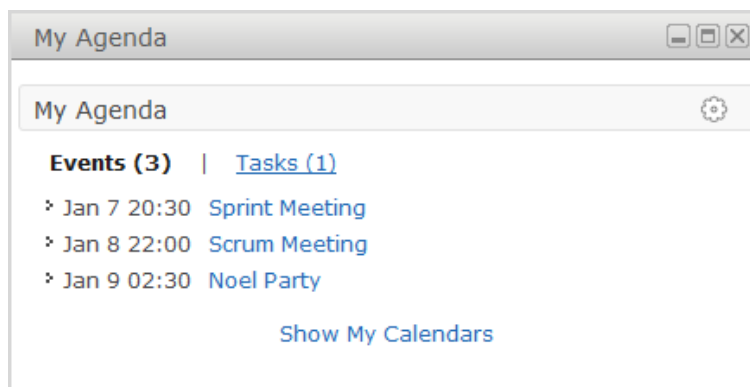 My Agenda
My Agenda
Events (3) | Tasks (1)
Jan 7 20:30 Sprint Meeting
Jan 8 22:00 Scrum Meeting
Jan 9 02:30 Noel Party
Show My Calendars